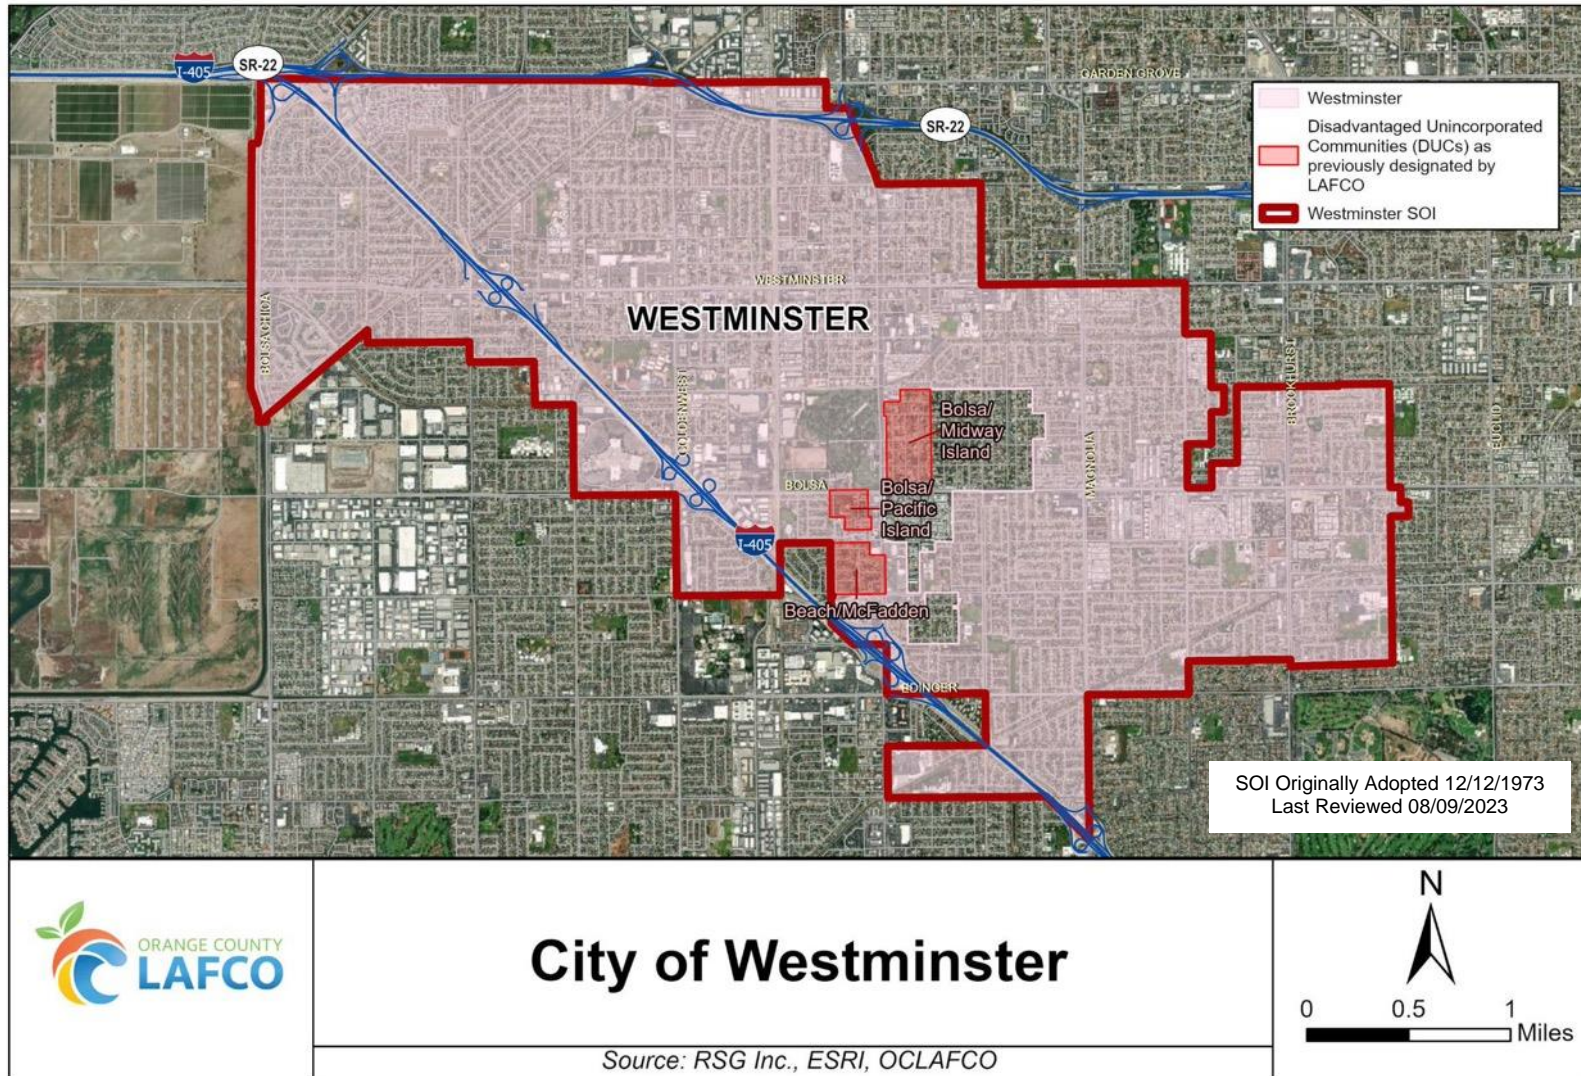 I-405
SR-22
GARDEN GROVE
SR-22
Westminster
Disadvantaged Unincorporated
Communities (DUCs) as
previously designated by
LAFCO
Westminster SOI
WESTMINSTER
WESTMINSTER
BOLSA CHICA
BROOKHURST
EUCLID
GOLDENWEST
MAGNOLIA
Bolsa/
Midway
Island
BOLSA
Bolsa/
Pacific
Island
I-405
Beach/McFadden
EDINGER
SOI Originally Adopted 12/12/1973
Last Reviewed 08/09/2023
ORANGE COUNTY
LAFCO
City of Westminster
Source: RSG Inc., ESRI, OCLAFCO
N
0 0.5 1
Miles